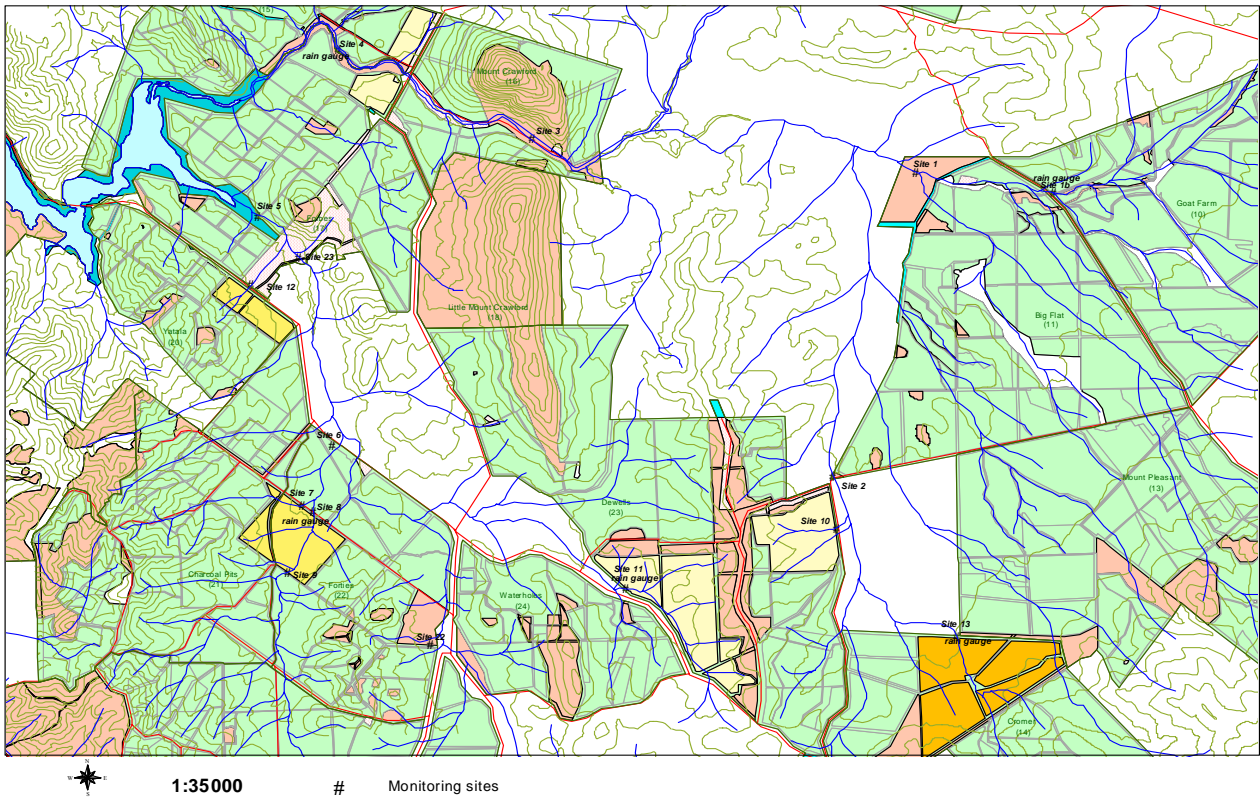 (15)
Site 4
rain gauge
Mount Crawford
(16)
Site 3
Site 1
rain gauge
Site 1b
Goat Farm
(10)
Site 5
Forties
(17)
Site 23
Site 12
Little Mount Crawford
(18)
Big Flat
(11)
Yatala
(20)
Site 6
Site 7
Site 8
rain gauge
Dewells
(23)
Site 2
Mount Pleasant
(13)
Site 10
Charcoal Pits
(21)
Site 9
Forties
(22)
Site 11
rain gauge
Waterholes
(24)
Site 22
Site 13
rain gauge
Cromer
(14)
N
W E
S
1:35000 # Monitoring sites